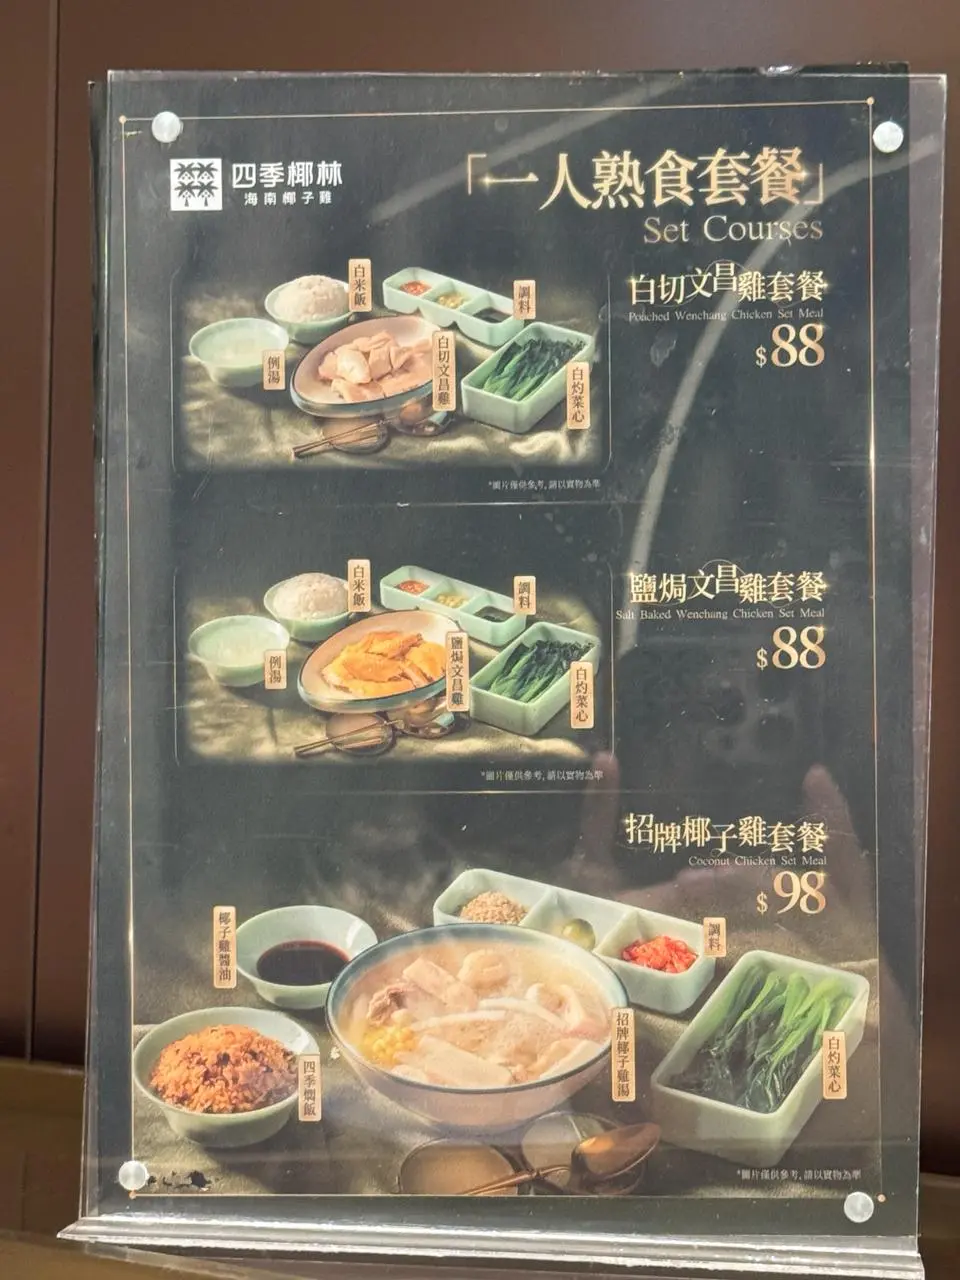 四季椰林
海南椰子雞
「一人熟食套餐」
Set Courses
白切文昌雞套餐
Poached Wenchang Chicken Set Meal
$88
白米飯
調料
例湯
白切文昌雞
白灼菜心
*圖片僅供參考,請以實物為準
鹽焗文昌雞套餐
Salt Baked Wenchang Chicken Set Meal
$88
白米飯
調料
例湯
鹽焗文昌雞
白灼菜心
*圖片僅供參考,請以實物為準
招牌椰子雞套餐
Coconut Chicken Set Meal
$98
椰子雞醬油
調料
四季燜飯
招牌椰子雞湯
白灼菜心
*圖片僅供參考,請以實物為準